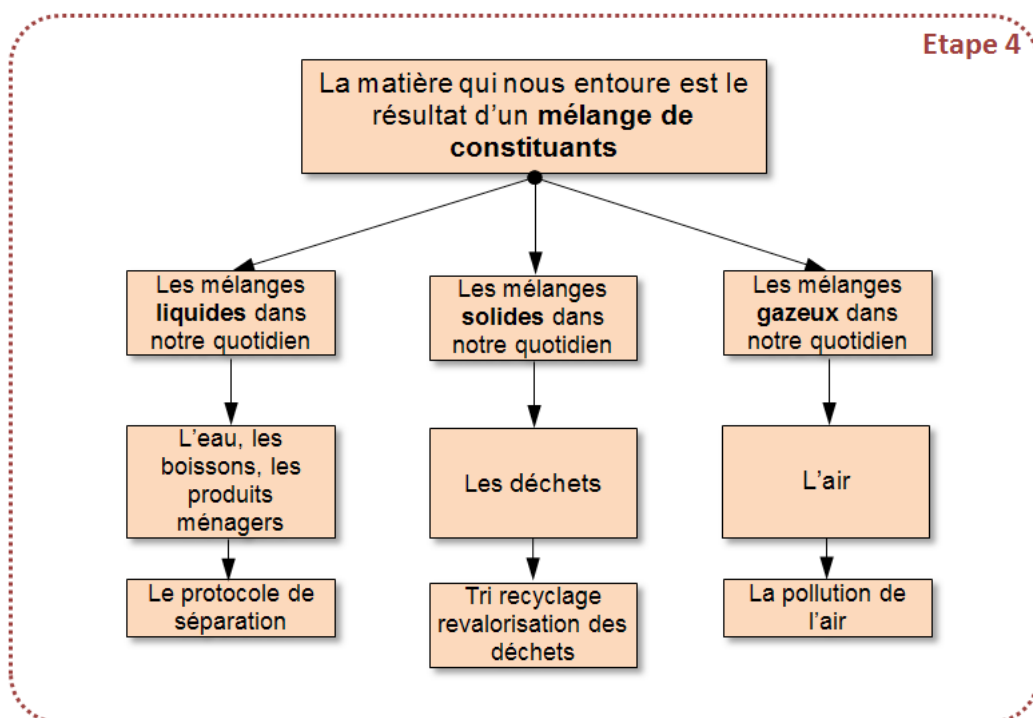 Etape 4
La matière qui nous entoure est le
résultat d'un mélange de
constituants
Les mélanges
liquides dans
notre quotidien
Les mélanges
solides dans
notre quotidien
Les mélanges
gazeux dans
notre quotidien
L'eau, les
boissons, les
produits
ménagers
Les déchets
L'air
Le protocole de
séparation
Tri recyclage
revalorisation des
déchets
La pollution de
l'air